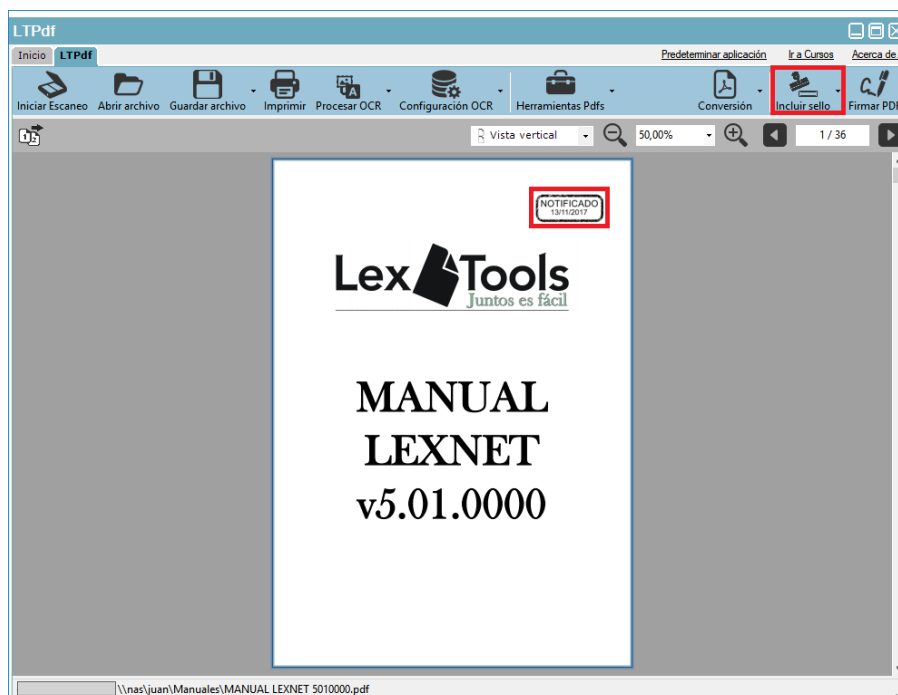 LTPdf
Inicio LTPdf Predeterminar aplicación Ir a Cursos Acerca de
Iniciar Escaneo Abrir archivo Guardar archivo Imprimir Procesar OCR Configuración OCR Herramientas Pdfs Conversión Incluir sello Firmar PDF
Vista vertical 50,00% 1 / 36
NOTIFICADO
13/11/2017
Lex Tools
Juntos es fácil
MANUAL
LEXNET
v5.01.0000
\\nas\juan\Manuales\MANUAL LEXNET 5010000.pdf